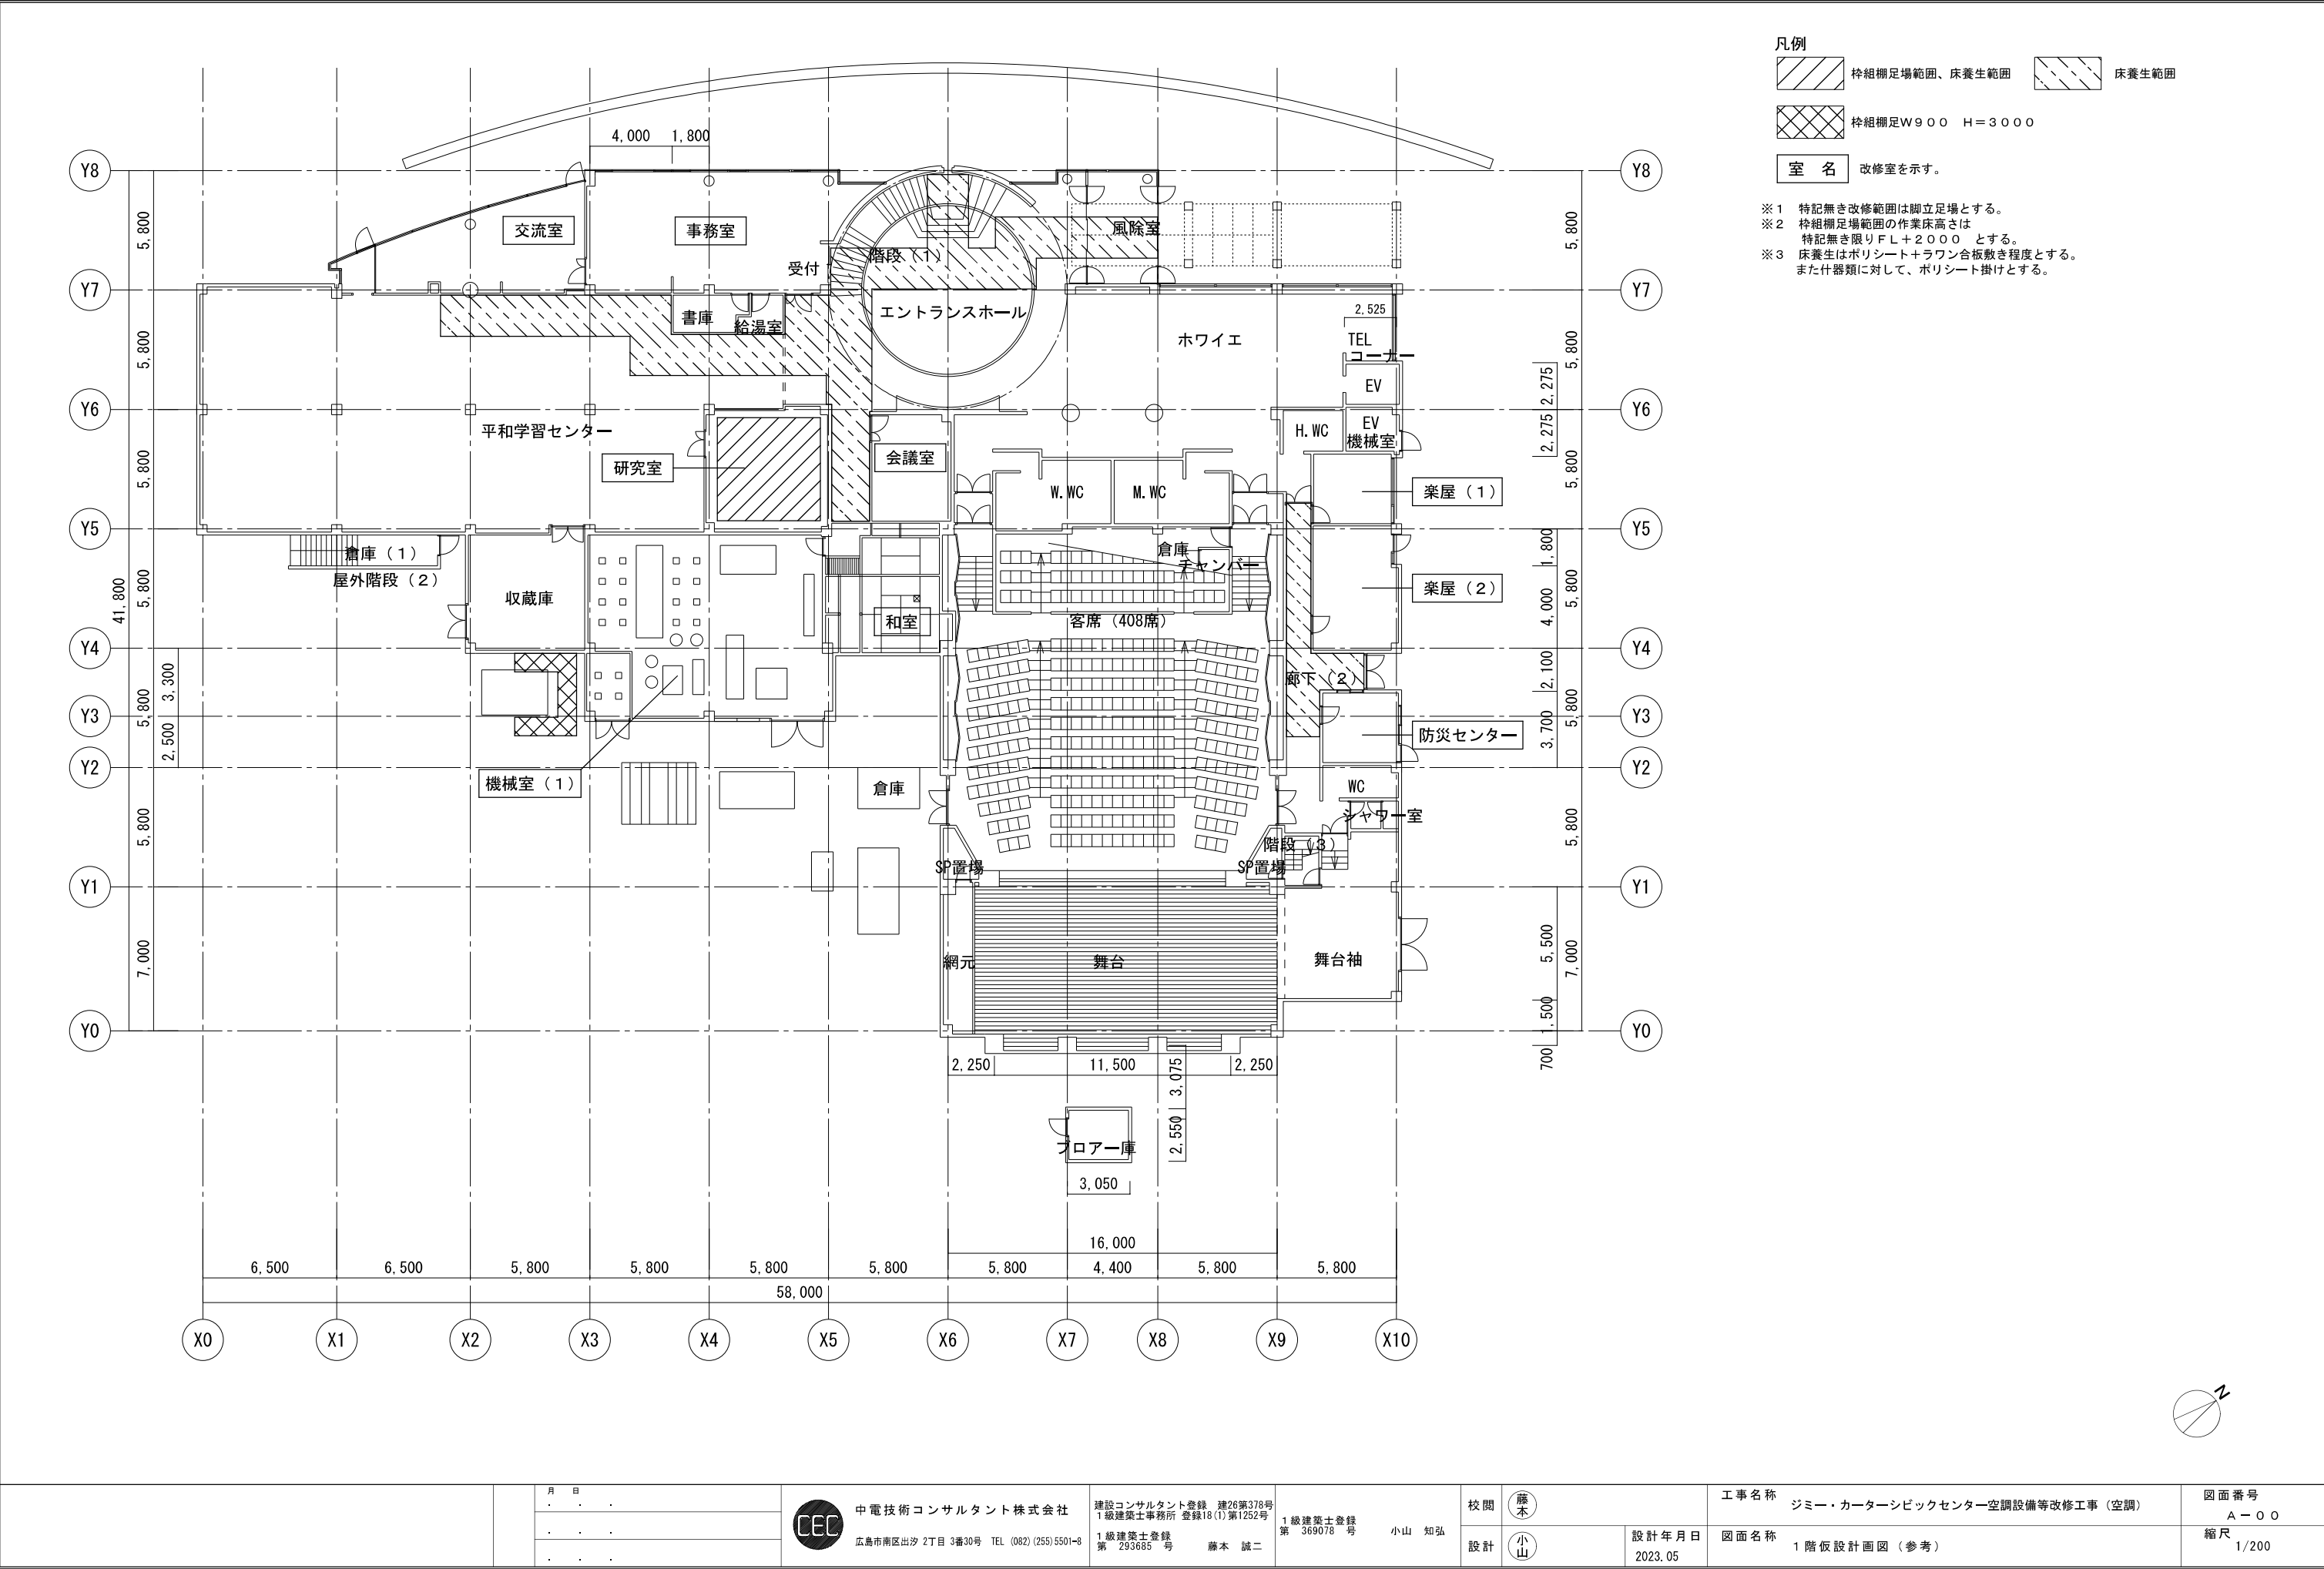 凡例
枠組棚足場範囲、床養生範囲
床養生範囲
枠組棚足W900 H=3000
室 名
改修室を示す。
※1 特記無き改修範囲は脚立足場とする。
※2 枠組棚足場範囲の作業床高さは
特記無き限りFL+2000 とする。
※3 床養生はポリシート+ラワン合板敷き程度とする。
また什器類に対して、ポリシート掛けとする。
4,000
1,800
Y8
Y8
5,800
5,800
交流室
事務室
風除室
階段(1)
受付
Y7
Y7
エントランスホール
2,525
書庫
給湯室
ホワイエ
TEL
コーナー
5,800
5,800
EV
2,275
Y6
Y6
平和学習センター
EV
機械室
H.WC
2,275
研究室
会議室
5,800
5,800
W.WC
M.WC
楽屋(1)
Y5
Y5
倉庫(1)
屋外階段(2)
倉庫
チャンバー
1,800
41,800
5,800
5,800
収蔵庫
楽屋(2)
4,000
和室
客席(408席)
Y4
Y4
3,300
2,100
廊下(2)
5,800
5,800
Y3
Y3
2,500
3,700
防災センター
Y2
Y2
機械室(1)
倉庫
WC
シャワー室
5,800
5,800
階段(3)
SP置場
SP置場
Y1
Y1
7,000
5,500
7,000
網元
舞台
舞台袖
1,500
Y0
Y0
700
2,250
11,500
2,250
3,075
2,550
ブロアー庫
3,050
16,000
6,500
6,500
5,800
5,800
5,800
5,800
5,800
4,400
5,800
5,800
58,000
X0
X1
X2
X3
X4
X5
X6
X7
X8
X9
X10
N
月 日
. . .
. . .
. . .
CEC
中電技術コンサルタント株式会社
広島市南区出汐 2丁目 3番30号 TEL (082)(255)5501-8
建設コンサルタント登録 建26第378号
1級建築士事務所 登録18(1)第1252号
1級建築士登録
第 293685 号 藤本 誠二
1級建築士登録
第 369078 号 小山 知弘
校閲
藤本
設計
小山
設計年月日
2023.05
工事名称
ジミー・カーターシビックセンター空調設備等改修工事(空調)
図面名称
1階仮設計画図(参考)
図面番号
A-00
縮尺
1/200